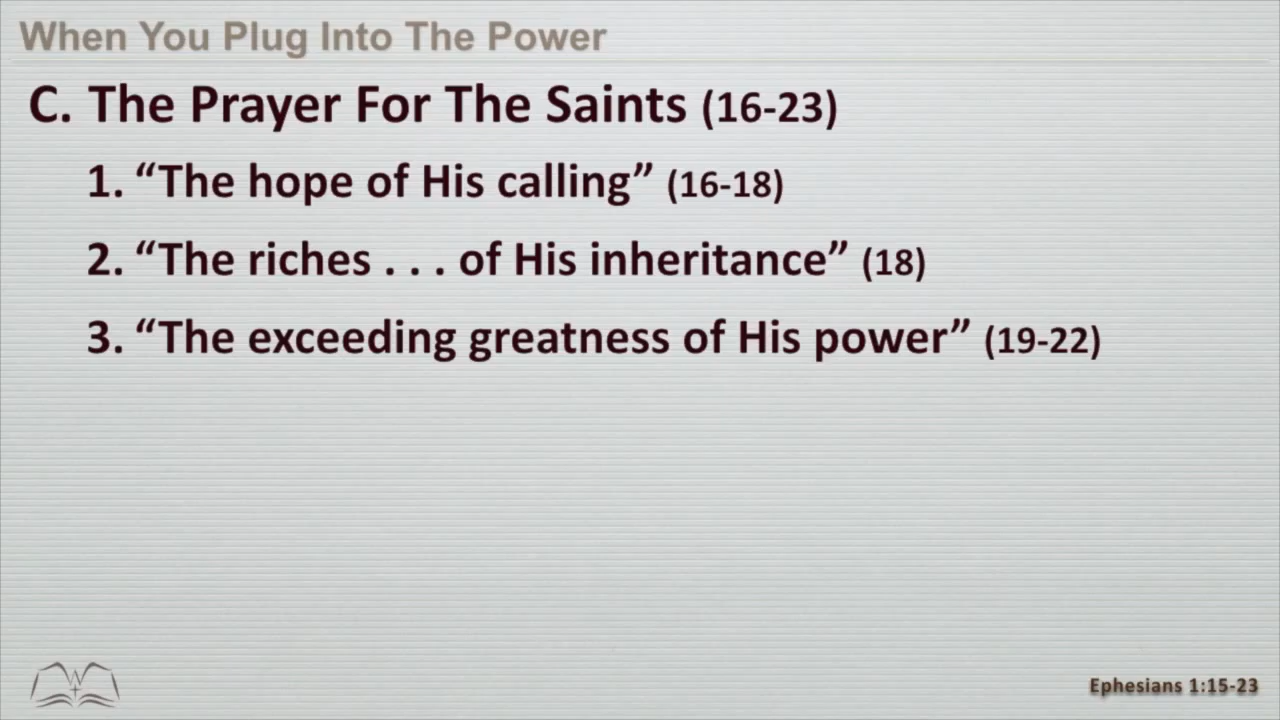 When You Plug Into The Power
C. The Prayer For The Saints (16-23)
1. “The hope of His calling” (16-18)
2. “The riches . . . of His inheritance” (18)
3. “The exceeding greatness of His power” (19-22)
Ephesians 1:15-23